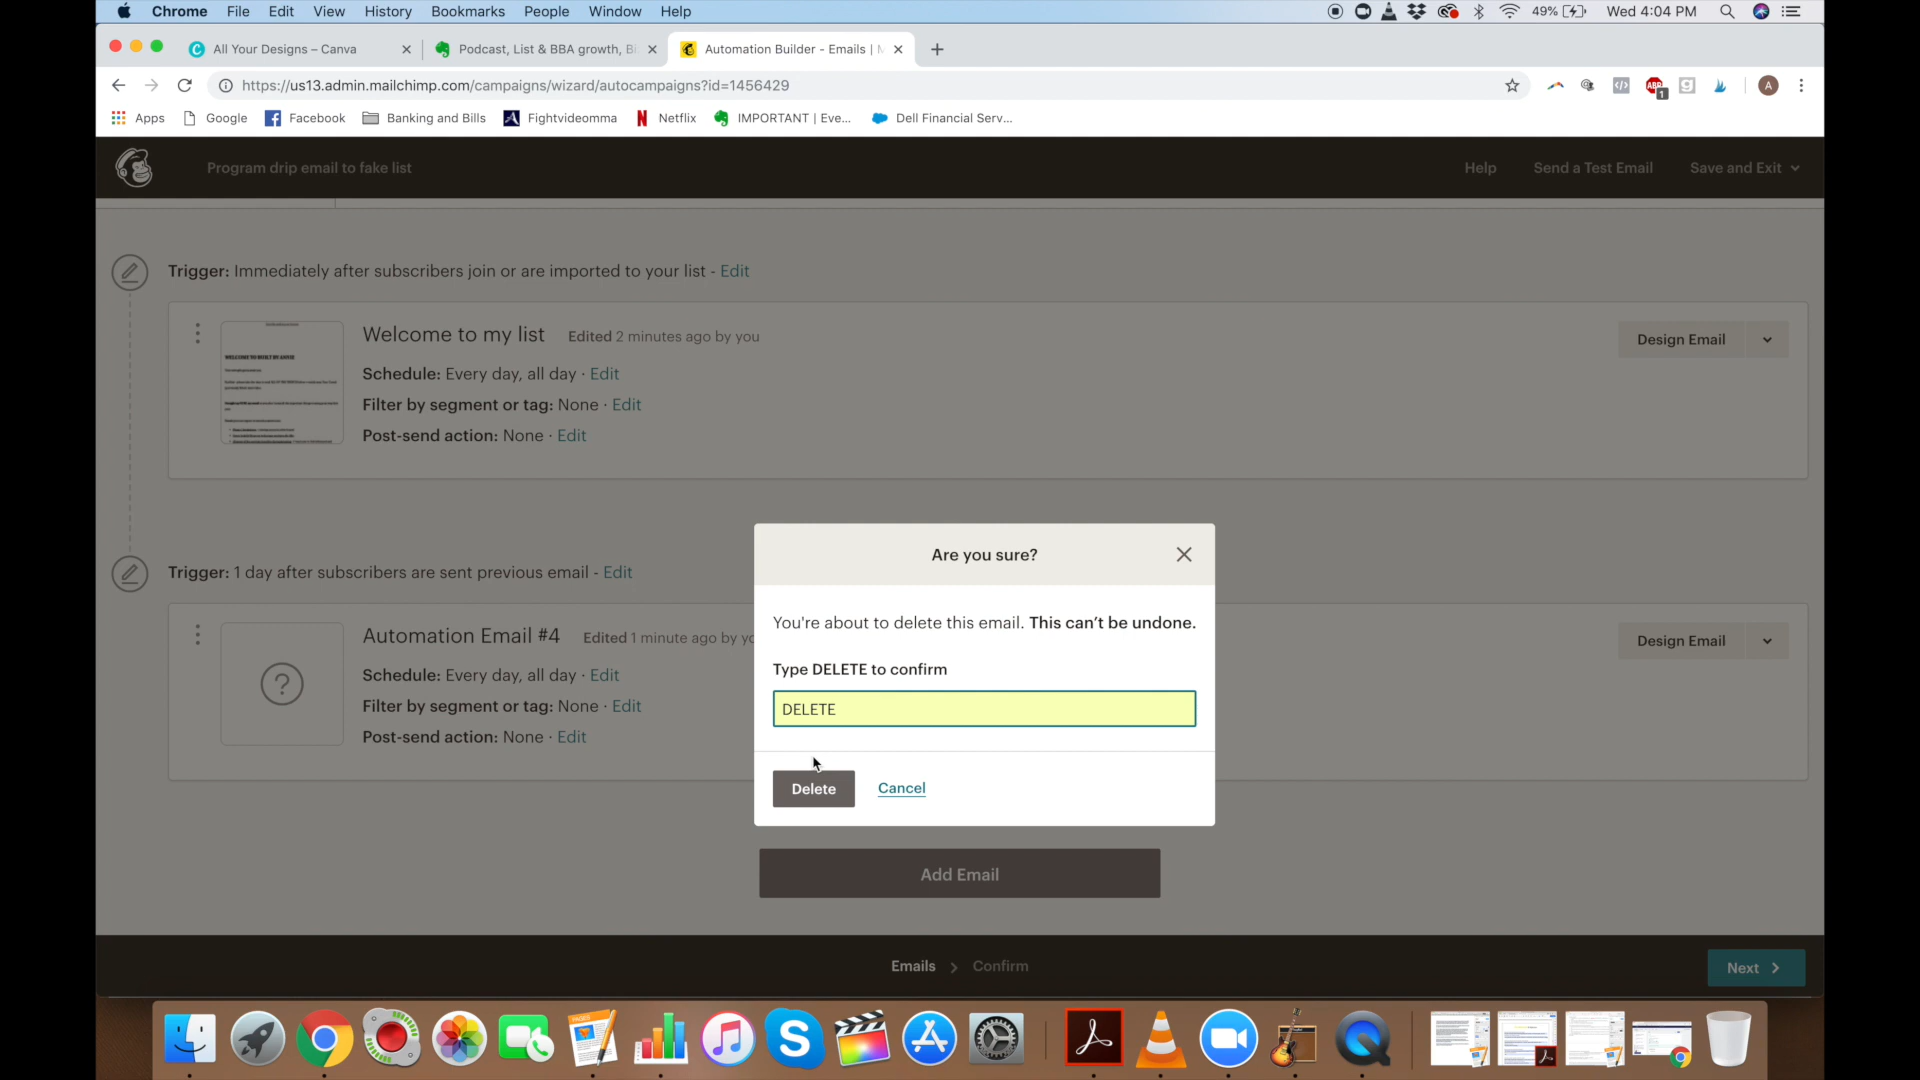 Chrome File Edit View History Bookmarks People Window Help 49% Wed 4:04 PM
All Your Designs – Canva
Podcast, List & BBA growth, B
Automation Builder - Emails |
https://us13.admin.mailchimp.com/campaigns/wizard/autocampaigns?id=1456429
ABP
1
A
Apps Google Facebook Banking and Bills Fightvideomma Netflix IMPORTANT | Eve... Dell Financial Serv...
Program drip email to fake list
Help Send a Test Email Save and Exit
Trigger: Immediately after subscribers join or are imported to your list - Edit
Welcome to my list Edited 2 minutes ago by you
Design Email
WELCOME TO BUILT BY ANNIE
Schedule: Every day, all day · Edit
Filter by segment or tag: None · Edit
Post-send action: None · Edit
Trigger: 1 day after subscribers are sent previous email - Edit
Automation Email #4 Edited 1 minute ago by yo
Design Email
Schedule: Every day, all day · Edit
Filter by segment or tag: None · Edit
Post-send action: None · Edit
Are you sure?
You're about to delete this email. This can't be undone.
Type DELETE to confirm
DELETE
Delete Cancel
Add Email
Emails > Confirm
Next
PAGES